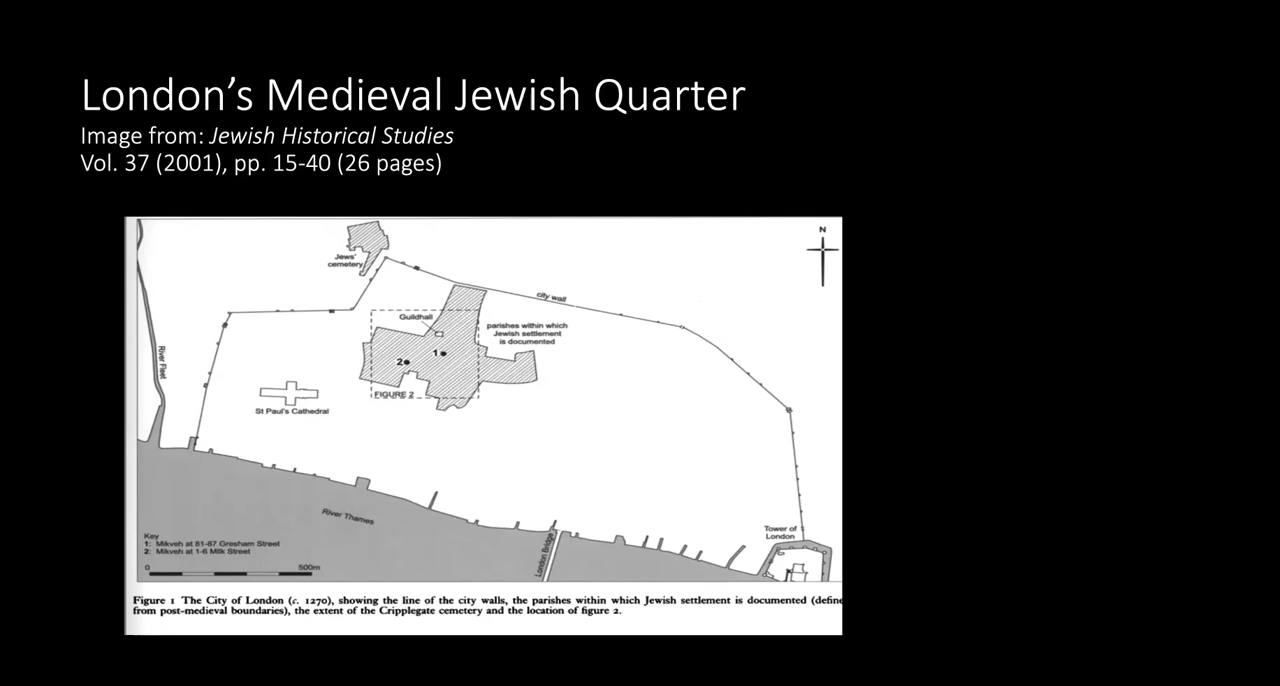 London’s Medieval Jewish Quarter
Image from: Jewish Historical Studies
Vol. 37 (2001), pp. 15-40 (26 pages)
N
Jews'
cemetery
city wall
Guildhall
parishes within which
Jewish settlement
is documented
1
2
River Fleet
FIGURE 2
St Paul's Cathedral
River Thames
London Bridge
Tower of
London
Key
1: Mikveh at 81-87 Gresham Street
2: Mikveh at 1-6 Milk Street
0 500m
Figure 1 The City of London (c. 1270), showing the line of the city walls, the parishes within which Jewish settlement is documented (define
from post-medieval boundaries), the extent of the Cripplegate cemetery and the location of figure 2.